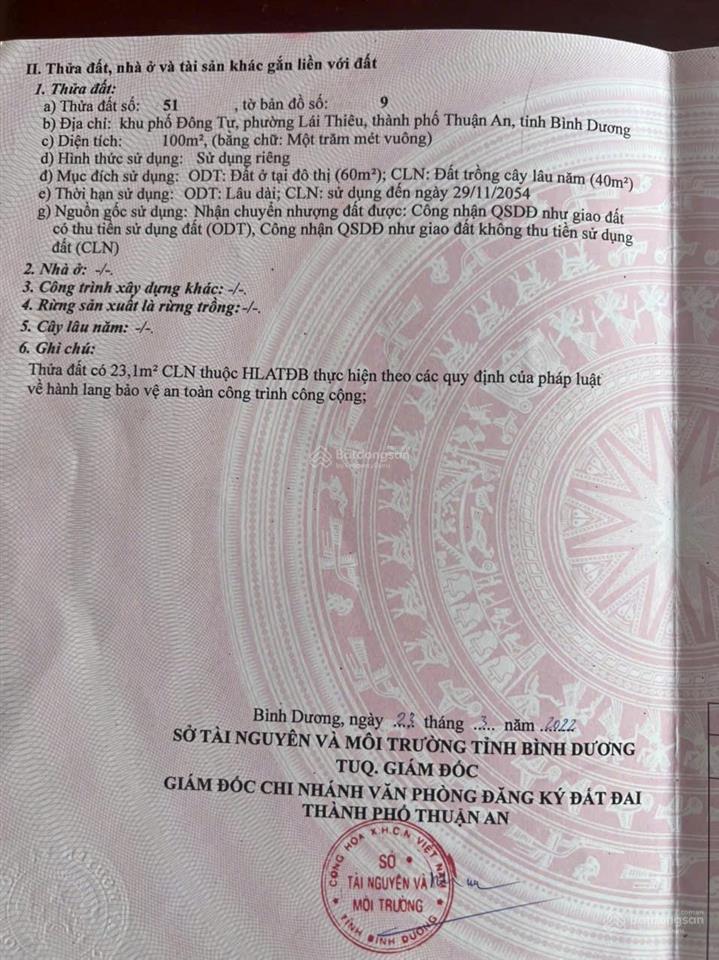 II. Thửa đất, nhà ở và tài sản khác gắn liền với đất
1. Thửa đất:
a) Thửa đất số: 51 , tờ bản đồ số: 9
b) Địa chỉ: khu phố Đông Tư, phường Lái Thiêu, thành phố Thuận An, tỉnh Bình Dương
c) Diện tích: 100m², (bằng chữ: Một trăm mét vuông)
d) Hình thức sử dụng: Sử dụng riêng
đ) Mục đích sử dụng: ODT: Đất ở tại đô thị (60m²); CLN: Đất trồng cây lâu năm (40m²)
e) Thời hạn sử dụng: ODT: Lâu dài; CLN: sử dụng đến ngày 29/11/2054
g) Nguồn gốc sử dụng: Nhận chuyển nhượng đất được: Công nhận QSDĐ như giao đất
có thu tiền sử dụng đất (ODT), Công nhận QSDĐ như giao đất không thu tiền sử dụng
đất (CLN)
2. Nhà ở: -/-.
3. Công trình xây dựng khác: -/-.
4. Rừng sản xuất là rừng trồng: -/-.
5. Cây lâu năm: -/-.
6. Ghi chú:
Thửa đất có 23,1m² CLN thuộc HLATĐB thực hiện theo các quy định của pháp luật
về hành lang bảo vệ an toàn công trình công cộng;
Batdongsan
by PropertyGuru
Bình Dương, ngày 23 tháng 3 năm 2022
SỞ TÀI NGUYÊN VÀ MÔI TRƯỜNG TỈNH BÌNH DƯƠNG
TUQ. GIÁM ĐỐC
GIÁM ĐỐC CHI NHÁNH VĂN PHÒNG ĐĂNG KÝ ĐẤT ĐAI
THÀNH PHỐ THUẬN AN
CỘNG HÒA X.H.C.N VIỆT NAM
SỞ
TÀI NGUYÊN VÀ
MÔI TRƯỜNG
TỈNH BÌNH DƯƠNG
Batdongsan